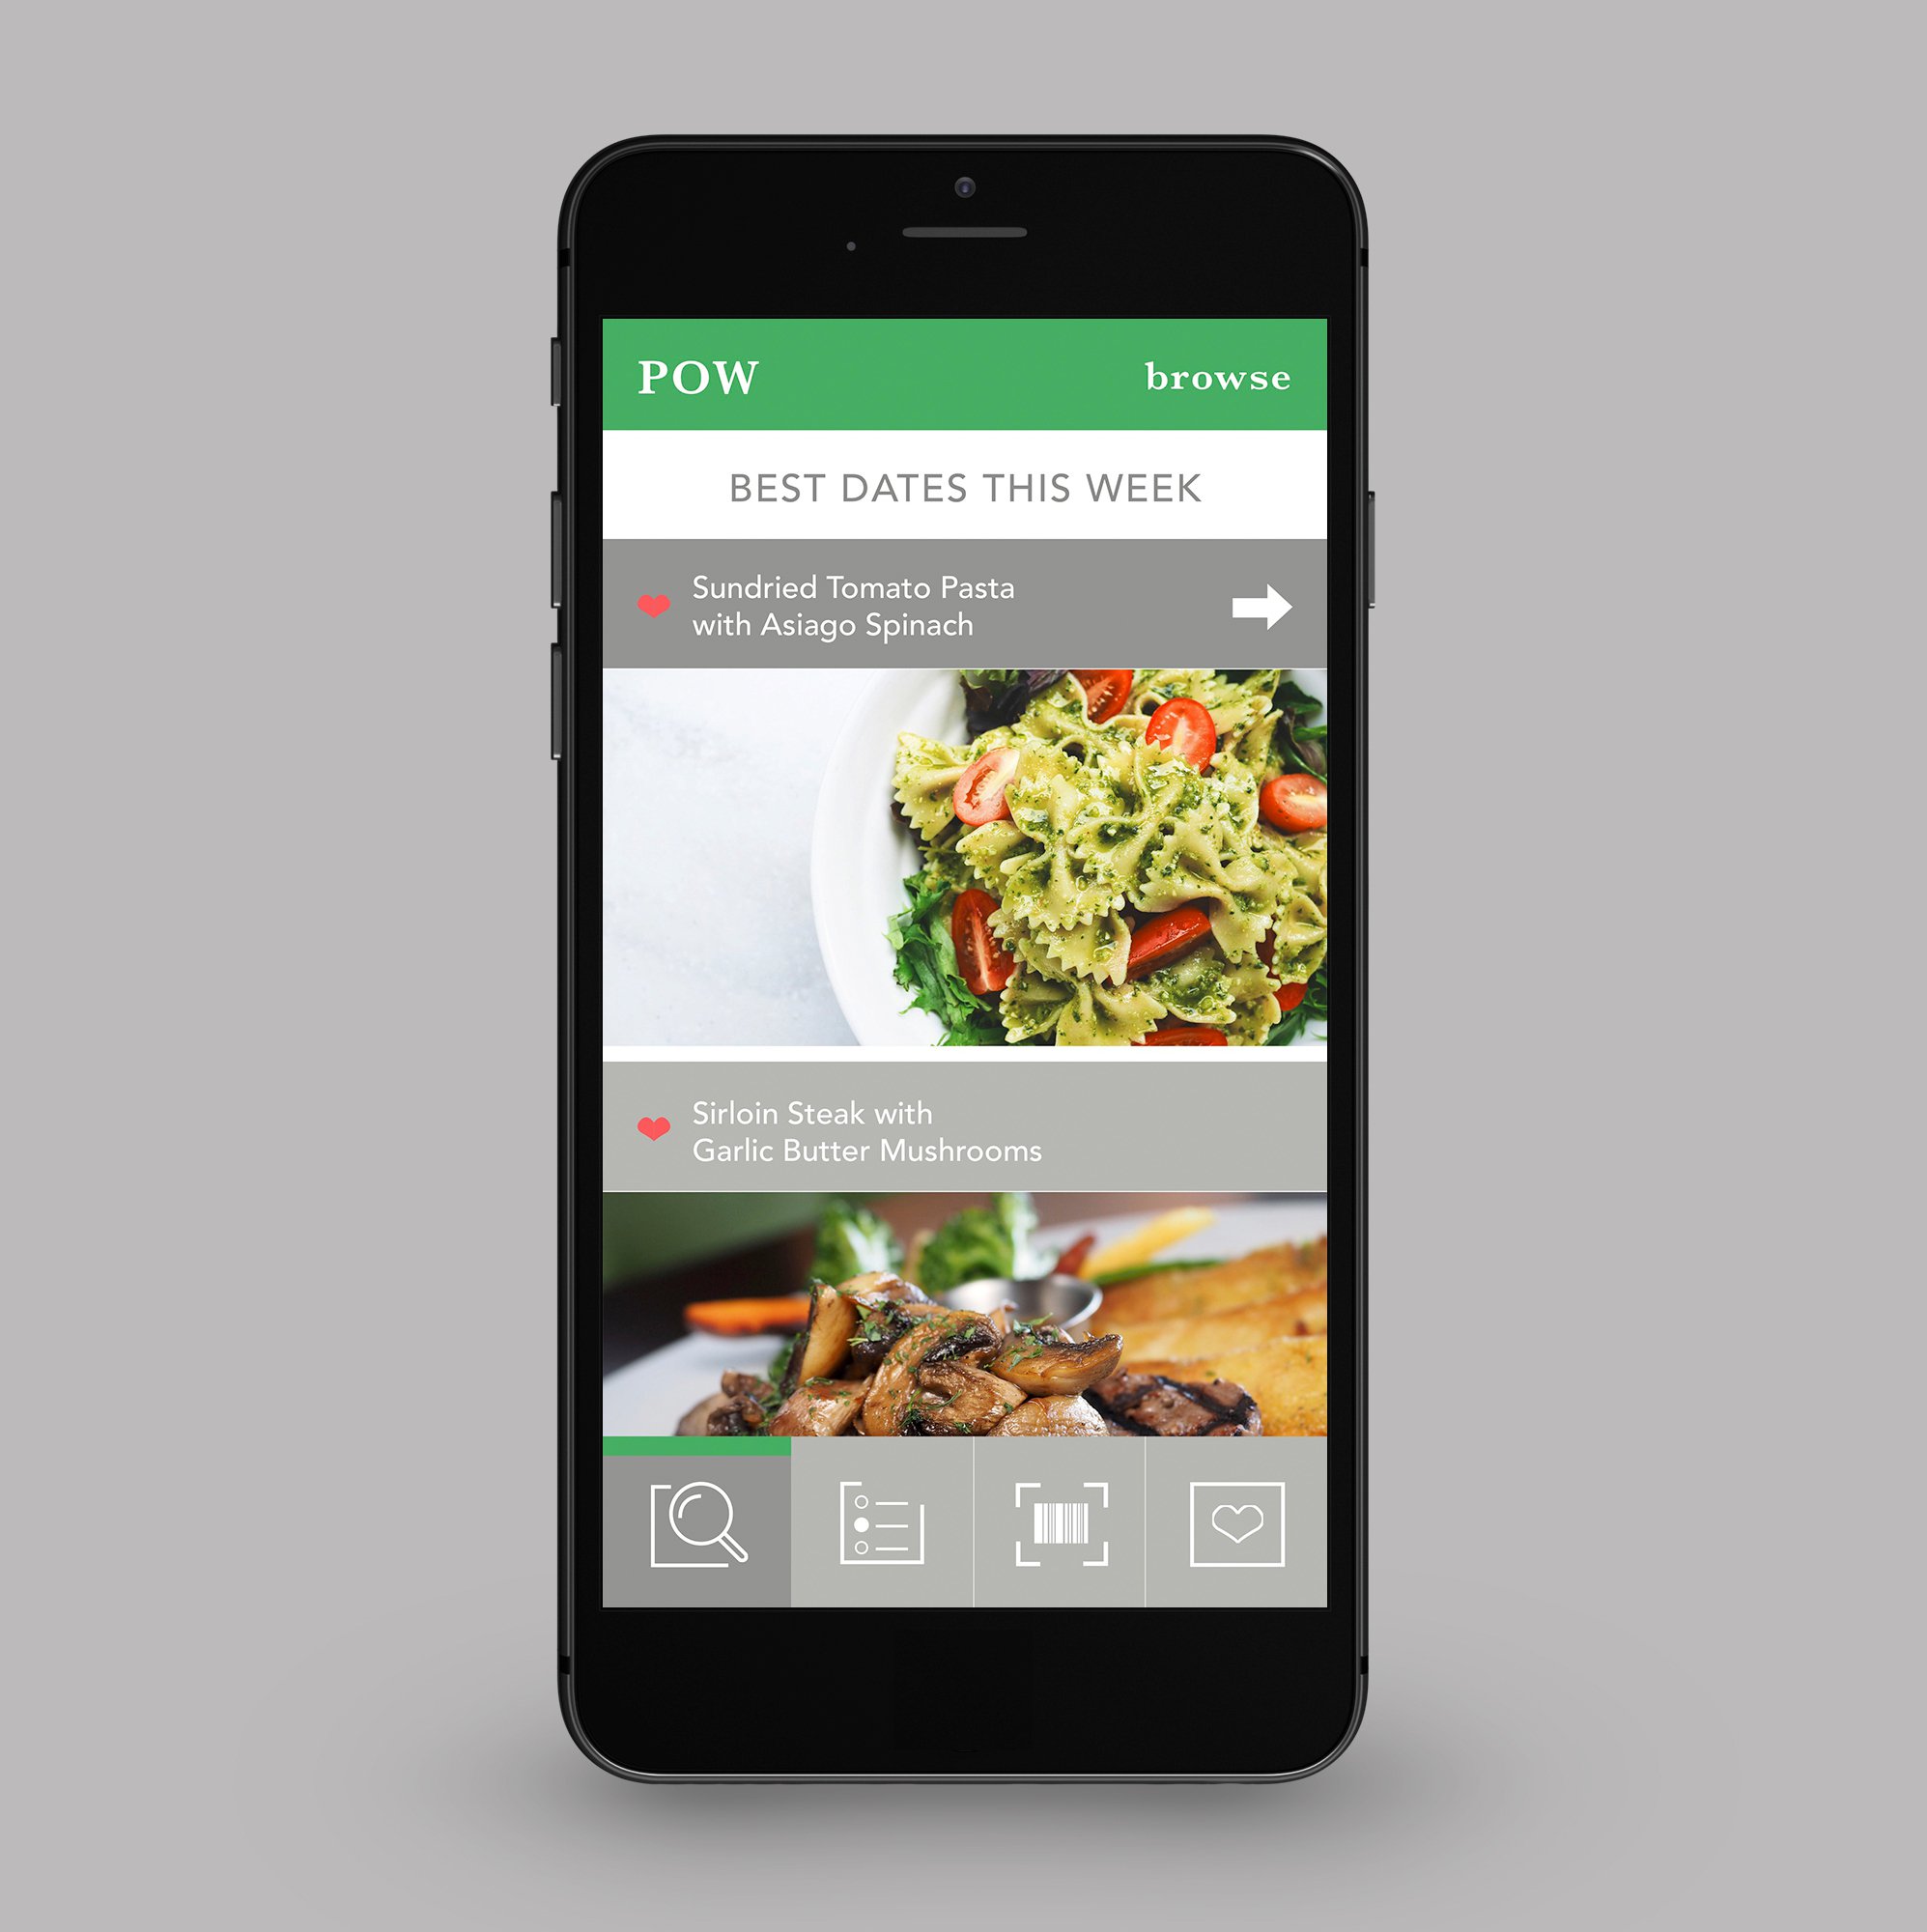 POW browse
BEST DATES THIS WEEK
Sundried Tomato Pasta
with Asiago Spinach
Sirloin Steak with
Garlic Butter Mushrooms